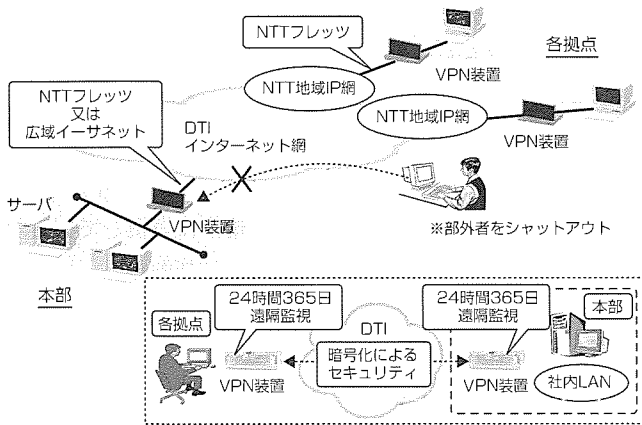 NTTフレッツ
各拠点
VPN装置
NTT地域IP網
NTTフレッツ
又は
広域イーサネット
NTT地域IP網
VPN装置
DTI
インターネット網
サーバ
VPN装置
※部外者をシャットアウト
本部
24時間365日
遠隔監視
24時間365日
遠隔監視
本部
各拠点
DTI
暗号化による
セキュリティ
VPN装置
VPN装置
社内LAN